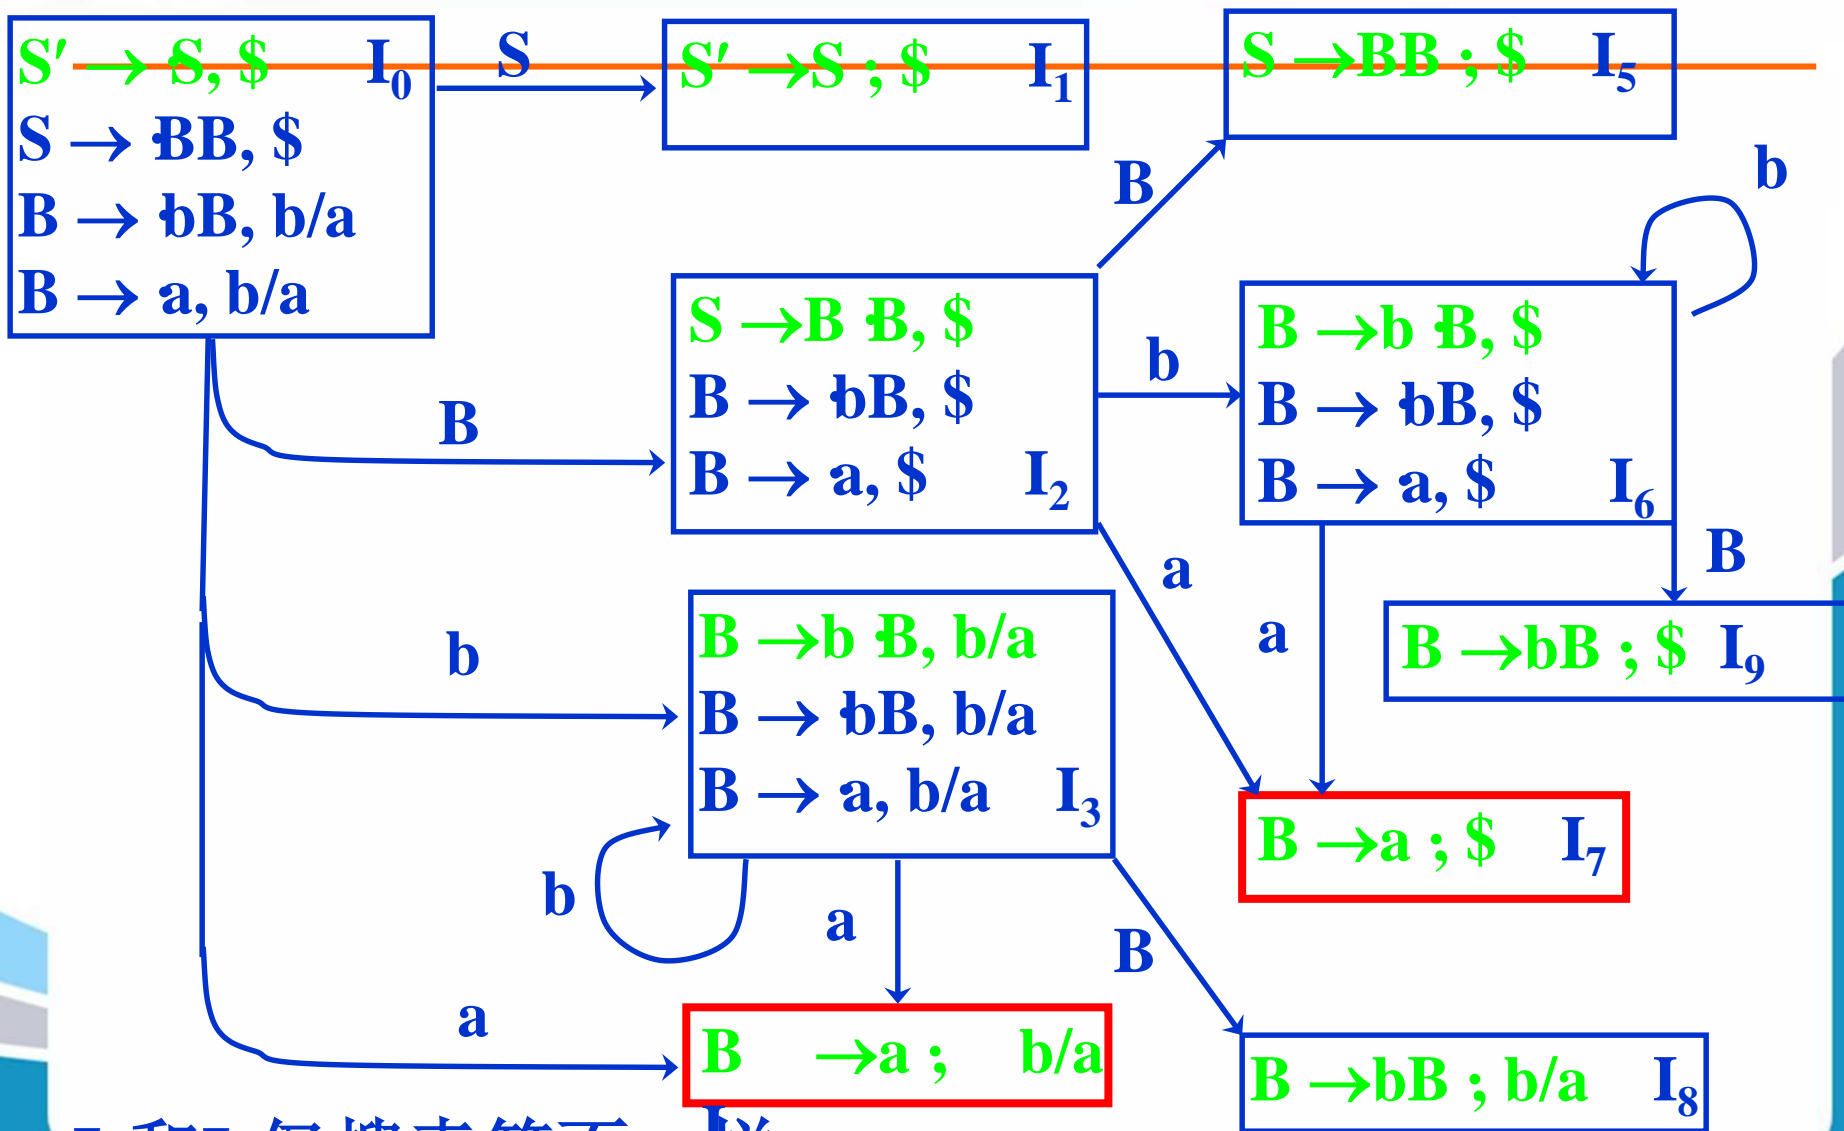 S′ → ·S, $ I0
S → ·BB, $
B → ·bB, b/a
B → ·a, b/a
S
S′ →S ·, $ I1
S →BB ·, $ I5
B
b
S →B ·B, $
B → ·bB, $
B → ·a, $ I2
b
B →b ·B, $
B → ·bB, $
B → ·a, $ I6
B
B
a
a
B →bB ·, $ I9
b
B →b ·B, b/a
B → ·bB, b/a
B → ·a, b/a I3
B →a ·, $ I7
b
a
B
a
B →a ·, b/a
B →bB ·, b/a I8